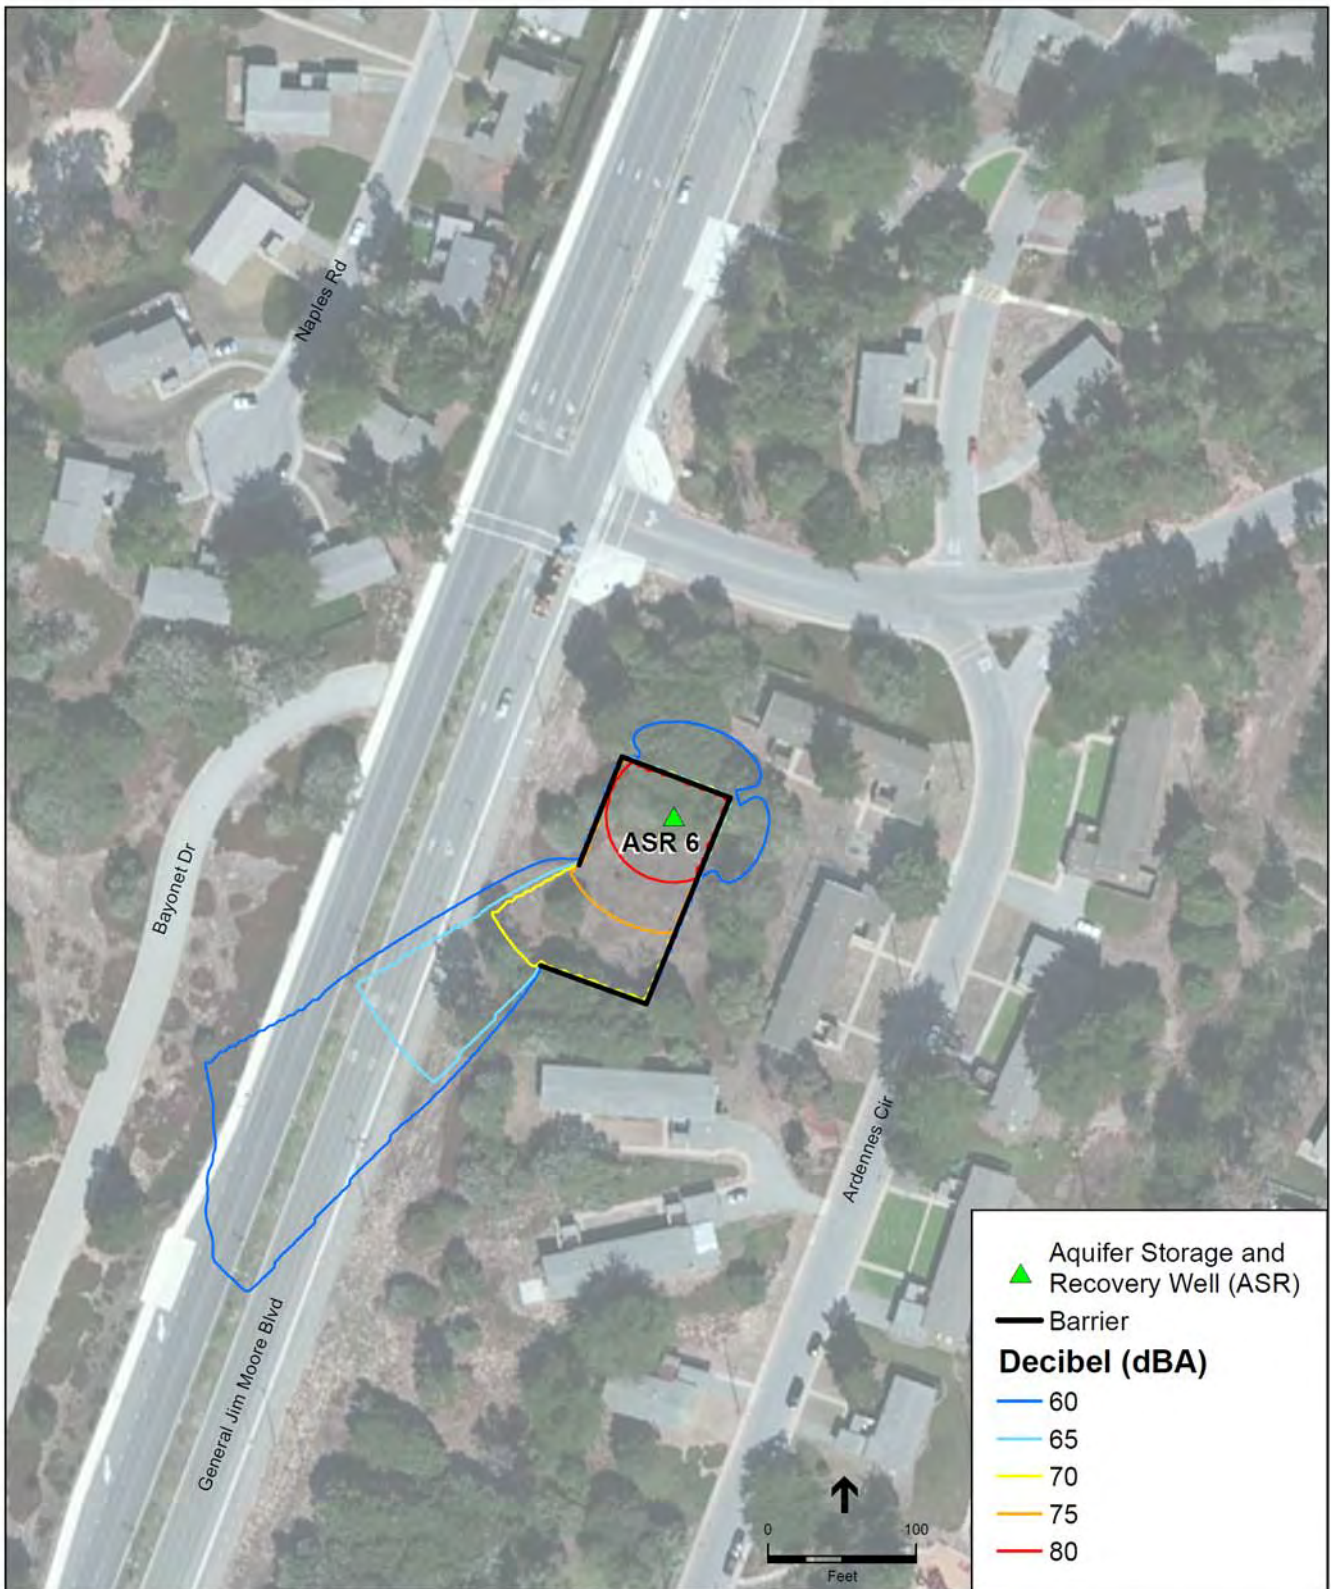 Naples Rd
ASR 6
Bayonet Dr
Ardennes Cir
General Jim Moore Blvd
Aquifer Storage and
Recovery Well (ASR)
Barrier
Decibel (dBA)
60
65
70
75
80
0 100
Feet